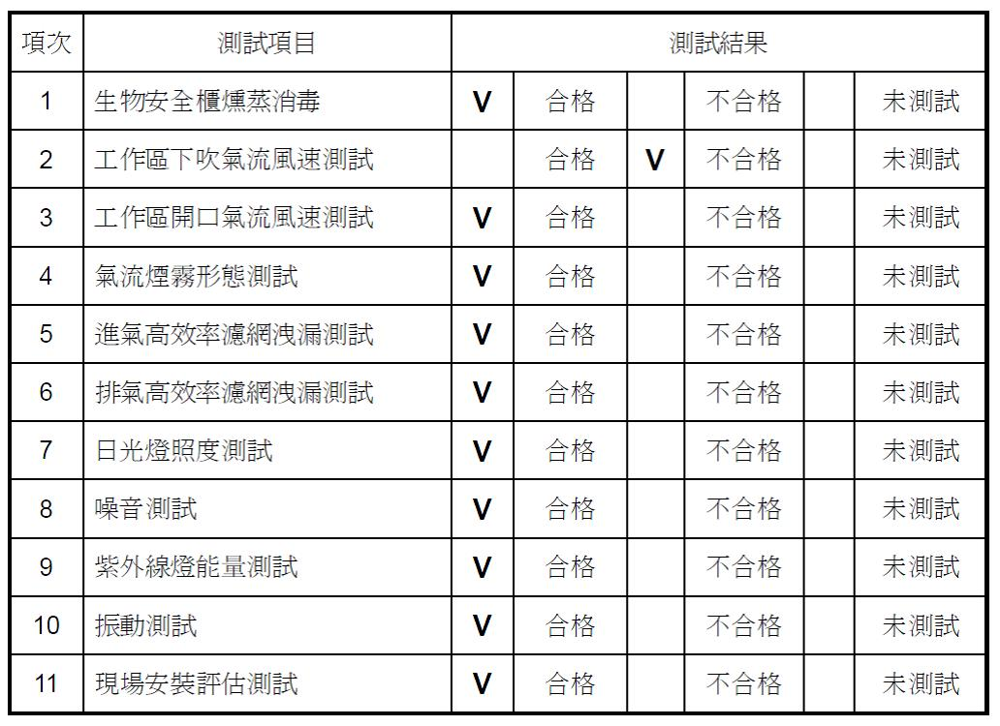 項次 測試項目 測試結果
1 生物安全櫃燻蒸消毒 V 合格 不合格 未測試
2 工作區下吹氣流風速測試 合格 V 不合格 未測試
3 工作區開口氣流風速測試 V 合格 不合格 未測試
4 氣流煙霧形態測試 V 合格 不合格 未測試
5 進氣高效率濾網洩漏測試 V 合格 不合格 未測試
6 排氣高效率濾網洩漏測試 V 合格 不合格 未測試
7 日光燈照度測試 V 合格 不合格 未測試
8 噪音測試 V 合格 不合格 未測試
9 紫外線燈能量測試 V 合格 不合格 未測試
10 振動測試 V 合格 不合格 未測試
11 現場安裝評估測試 V 合格 不合格 未測試